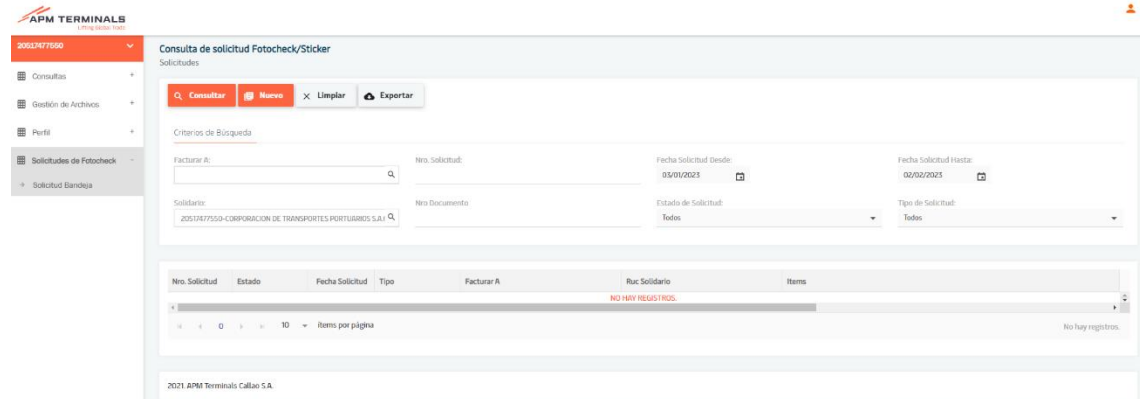 APM TERMINALS
Lifting Global Trade
20517477550
Consultas
Gestión de Archivos
Perfil
Solicitudes de Fotocheck
Solicitud Bandeja
Consulta de solicitud Fotocheck/Sticker
Solicitudes
Consultar Nuevo Limpiar Exportar
Criterios de Búsqueda
Facturar A: Nro. Solicitud: Fecha Solicitud Desde: Fecha Solicitud Hasta:
03/01/2023 02/02/2023
Solidario: Nro Documento Estado de Solicitud: Tipo de Solicitud:
20517477550-CORPORACION DE TRANSPORTES PORTUARIOS S.A.C Todos Todos
Nro. Solicitud Estado Fecha Solicitud Tipo Facturar A Ruc Solidario Items
NO HAY REGISTROS.
0 10 ítems por página No hay registros.
2021. APM Terminals Callao S.A.